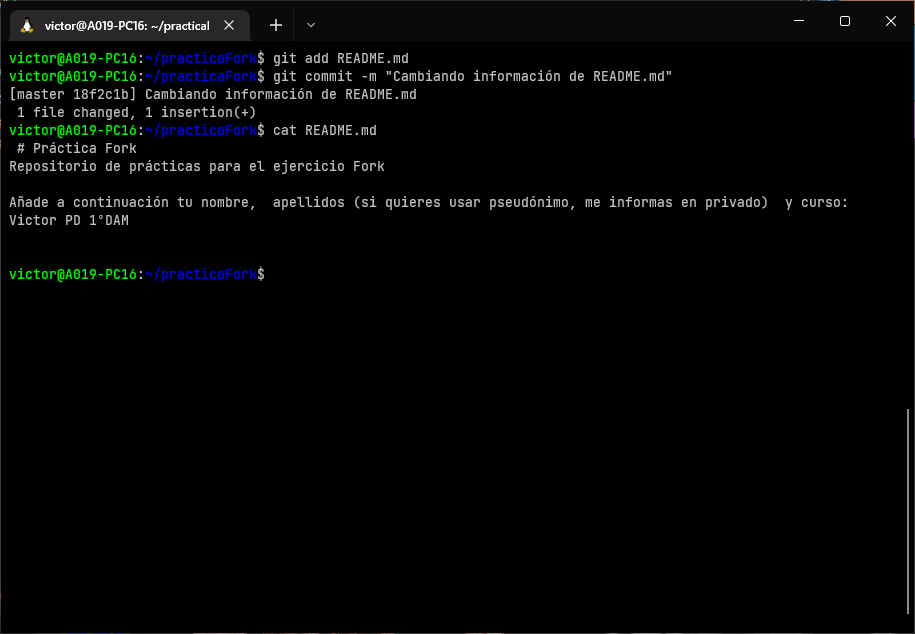 victor@A019-PC16: ~/practical
victor@A019-PC16:~/practicaFork$ git add README.md
victor@A019-PC16:~/practicaFork$ git commit -m "Cambiando información de README.md"
[master 18f2c1b] Cambiando información de README.md
 1 file changed, 1 insertion(+)
victor@A019-PC16:~/practicaFork$ cat README.md
 # Práctica Fork
Repositorio de prácticas para el ejercicio Fork
Añade a continuación tu nombre,  apellidos (si quieres usar pseudónimo, me informas en privado)  y curso:
Victor PD 1°DAM
victor@A019-PC16:~/practicaFork$